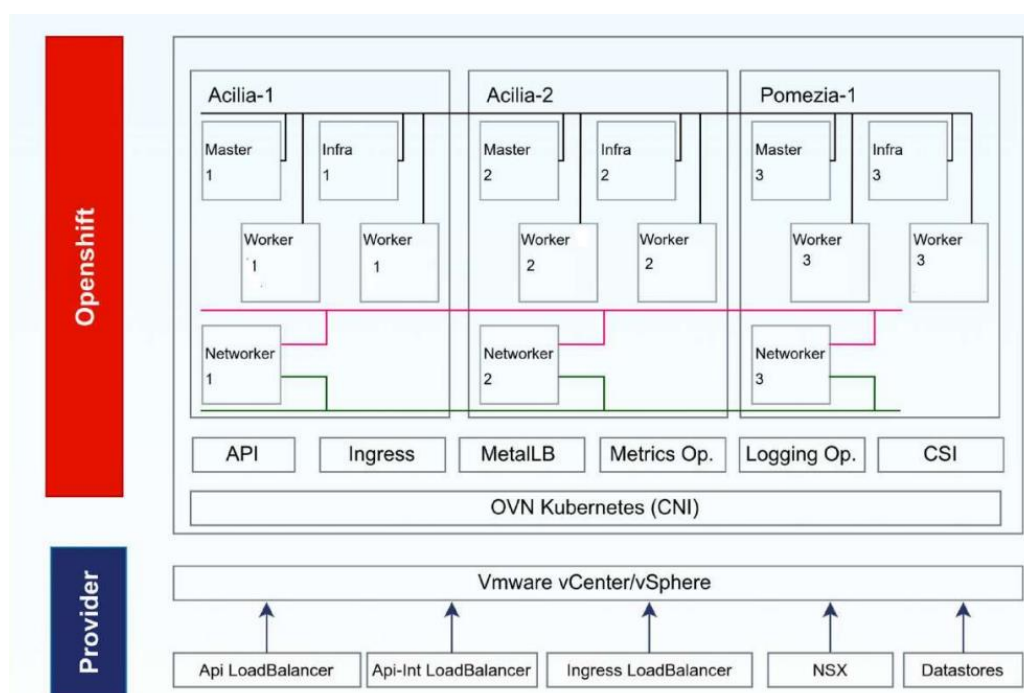 Openshift
Acilia-1
Acilia-2
Pomezia-1
Master
1
Infra
1
Master
2
Infra
2
Master
3
Infra
3
Worker
1
Worker
1
Worker
2
Worker
2
Worker
3
Worker
3
Networker
1
Networker
2
Networker
3
API
Ingress
MetalLB
Metrics Op.
Logging Op.
CSI
OVN Kubernetes (CNI)
Provider
Vmware vCenter/vSphere
Api LoadBalancer
Api-Int LoadBalancer
Ingress LoadBalancer
NSX
Datastores